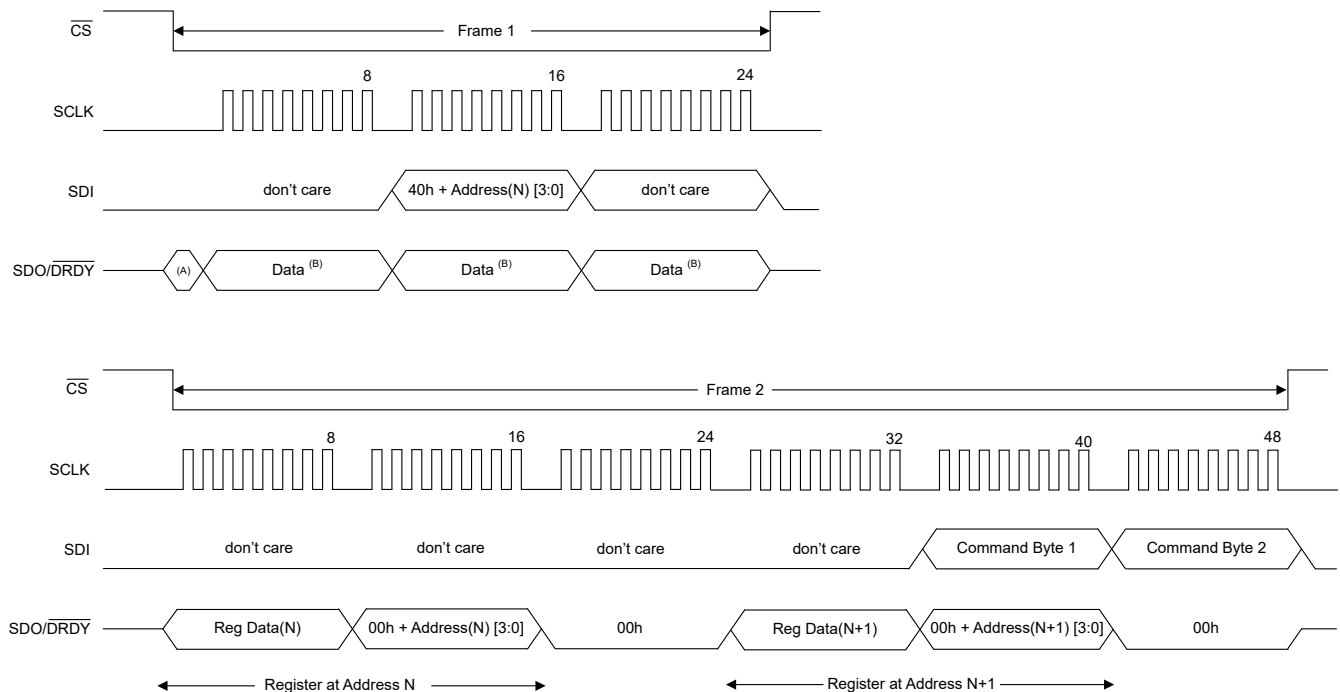 CS
Frame 1
8
16
24
SCLK
SDI
don't care
40h + Address(N) [3:0]
don't care
SDO/DRDY
(A)
Data (B)
Data (B)
Data (B)
CS
Frame 2
8
16
24
32
40
48
SCLK
SDI
don't care
don't care
don't care
don't care
Command Byte 1
Command Byte 2
SDO/DRDY
Reg Data(N)
00h + Address(N) [3:0]
00h
Reg Data(N+1)
00h + Address(N+1) [3:0]
00h
Register at Address N
Register at Address N+1